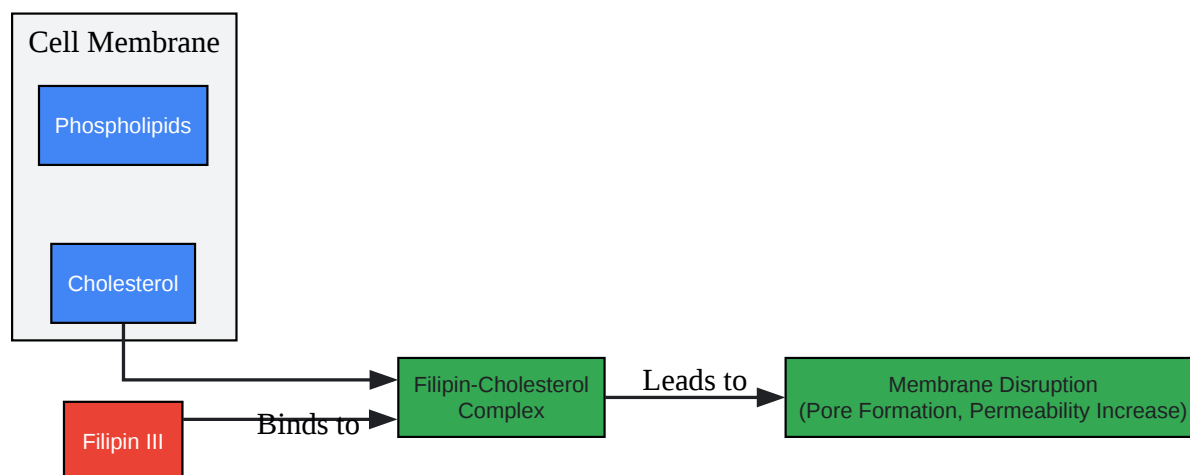 Cell Membrane
Phospholipids
Cholesterol
Filipin III
Binds to
Filipin-Cholesterol
Complex
Leads to
Membrane Disruption
(Pore Formation, Permeability Increase)